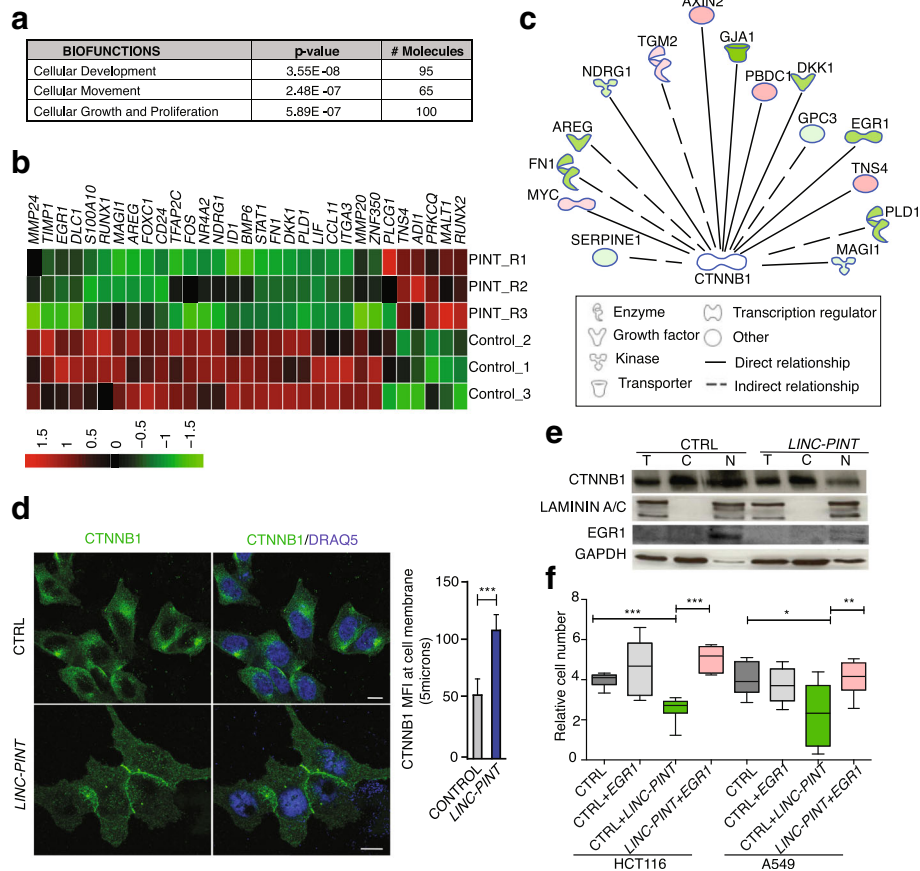 a
BIOFUNCTIONS p-value # Molecules
Cellular Development 3.55E-08 95
Cellular Movement 2.48E-07 65
Cellular Growth and Proliferation 5.89E-07 100
b
MMP24 TIMP1 EGR1 DLC1 S100A10 RUNX1 MAGI1 AREG FOXC1 CD24 TFAP2C FOS NR4A2 NDRG1 ID1 BMP6 STAT1 FN1 DKK1 PLD1 LIF CCL11 ITGA3 MMP20 ZNF350 PLCG1 TNS4 ADI1 PRKCQ MALT1 RUNX2
PINT_R1
PINT_R2
PINT_R3
Control_2
Control_1
Control_3
1.5 1 0.5 0 -0.5 -1 -1.5
c
AXIN2
TGM2
GJA1
NDRG1
PBDC1
DKK1
GPC3
AREG
EGR1
FN1
TNS4
MYC
PLD1
SERPINE1
MAGI1
CTNNB1
Enzyme
Growth factor
Kinase
Transporter
Transcription regulator
Other
Direct relationship
Indirect relationship
d
CTNNB1
CTNNB1/DRAQ5
CTRL
LINC-PINT
CTNNB1 MFI at cell membrane
(5microns)
150
100
50
0
***
CONTROL
LINC-PINT
e
CTRL LINC-PINT
T C N T C N
CTNNB1
LAMININ A/C
EGR1
GAPDH
f
Relative cell number
8
4
2
0
*** *** * **
CTRL
CTRL+EGR1
CTRL+LINC-PINT
LINC-PINT+EGR1
CTRL
CTRL+EGR1
CTRL+LINC-PINT
LINC-PINT+EGR1
HCT116 A549